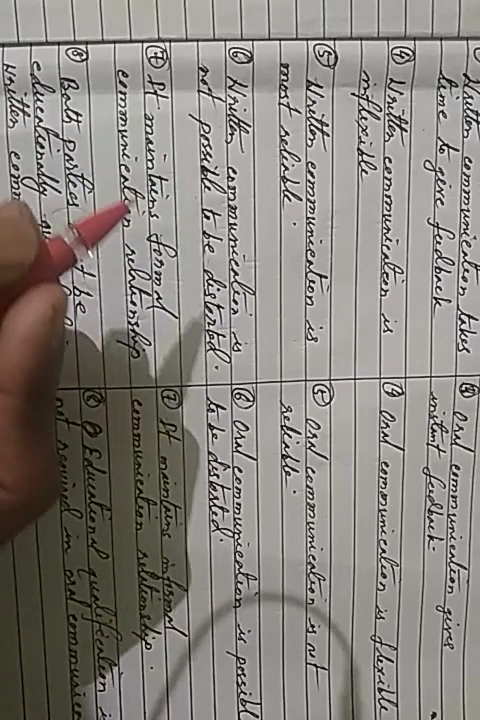 Written communication takes
time to give feedback
④ Written communication is
inflexible
⑤ Written communication is
most reliable.
⑥ Written communication is
not possible to be distorted.
⑦ It maintains formal
communication relationship
⑧ Both parties be
educationally
written
Oral communication gives
instant feedback.
④ Oral communication is flexible
⑤ Oral communication is not
reliable.
⑥ Oral communication is possible
to be distorted.
⑦ It maintains informal
communication relationship.
⑧ Educational qualification is
not required in oral